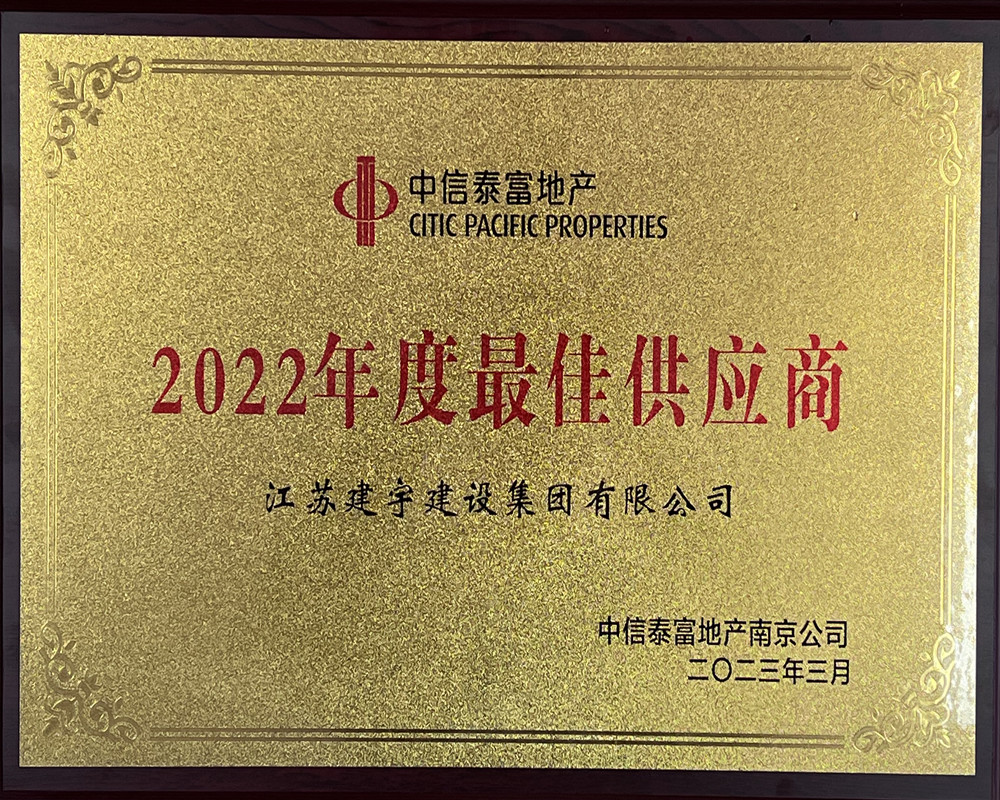 中信泰富地产
CITIC PACIFIC PROPERTIES
2022年度最佳供应商
江苏建宇建设集团有限公司
中信泰富地产南京公司
二〇二三年三月